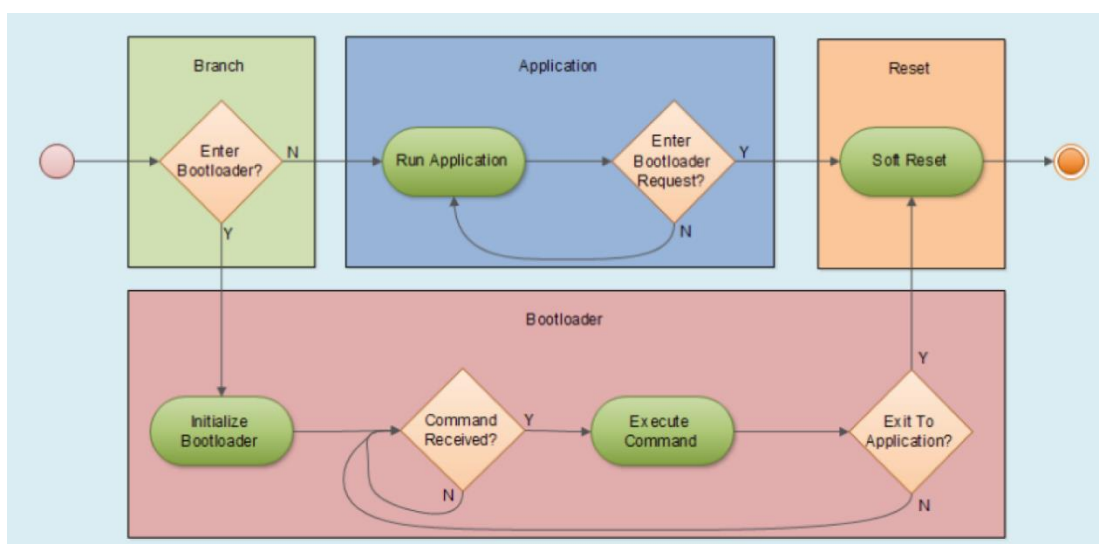 Branch
Application
Reset
Enter
Bootloader?
N
Y
Run Application
Enter
Bootloader
Request?
Y
N
Soft Reset
Bootloader
Initialize
Bootloader
Command
Received?
Y
N
Execute
Command
Exit To
Application?
Y
N